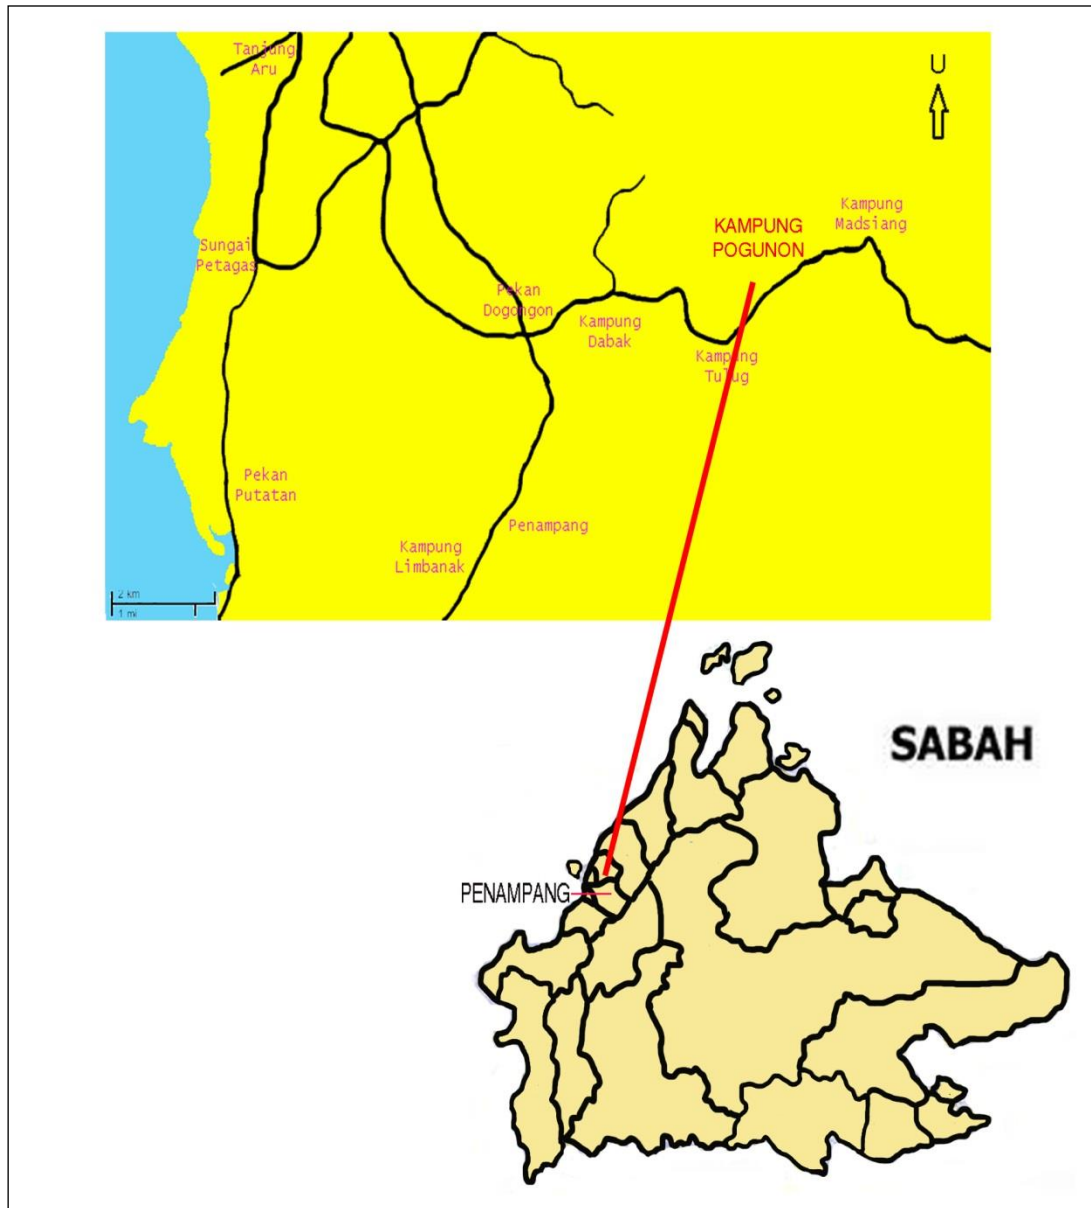 Tanjung
Aru
U
Kampung
Madsiang
KAMPUNG
POGUNON
Sungai
Petagas
Pekan
Dogongon
Kampung
Dabak
Kampung
Tulug
Pekan
Putatan
Penampang
Kampung
Limbanak
2 km
1 mi
SABAH
PENAMPANG